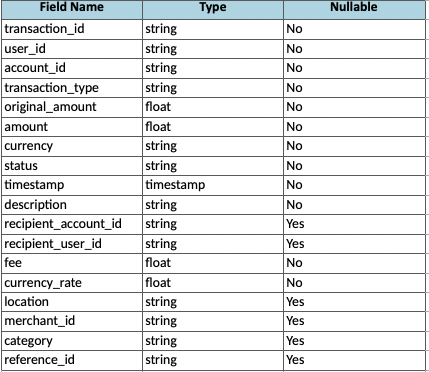 Field Name Type Nullable
transaction_id string No
user_id string No
account_id string No
transaction_type string No
original_amount float No
amount float No
currency string No
status string No
timestamp timestamp No
description string No
recipient_account_id string Yes
recipient_user_id string Yes
fee float No
currency_rate float No
location string Yes
merchant_id string Yes
category string Yes
reference_id string Yes